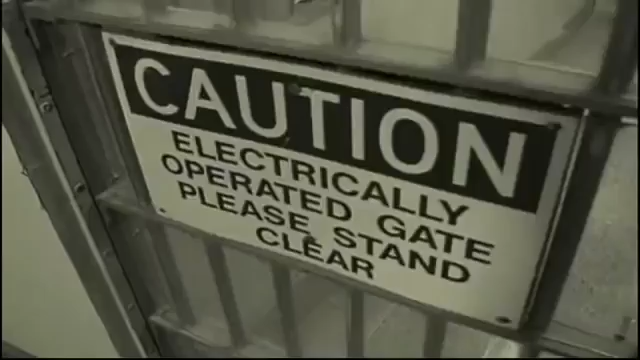 CAUTION
ELECTRICALLY
OPERATED GATE
PLEASE STAND
CLEAR